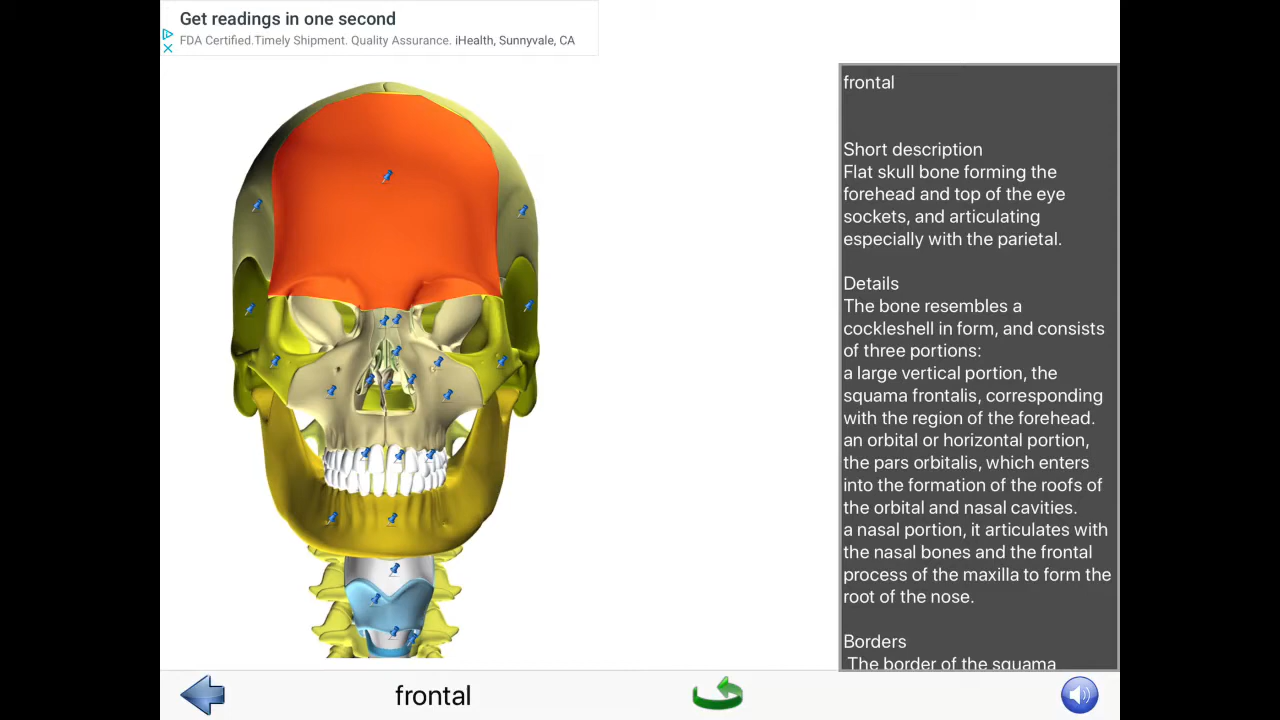 Get readings in one second
FDA Certified.Timely Shipment. Quality Assurance. iHealth, Sunnyvale, CA
frontal
Short description
Flat skull bone forming the
forehead and top of the eye
sockets, and articulating
especially with the parietal.
Details
The bone resembles a
cockleshell in form, and consists
of three portions:
a large vertical portion, the
squama frontalis, corresponding
with the region of the forehead.
an orbital or horizontal portion,
the pars orbitalis, which enters
into the formation of the roofs of
the orbital and nasal cavities.
a nasal portion, it articulates with
the nasal bones and the frontal
process of the maxilla to form the
root of the nose.
Borders
The border of the squama
frontal